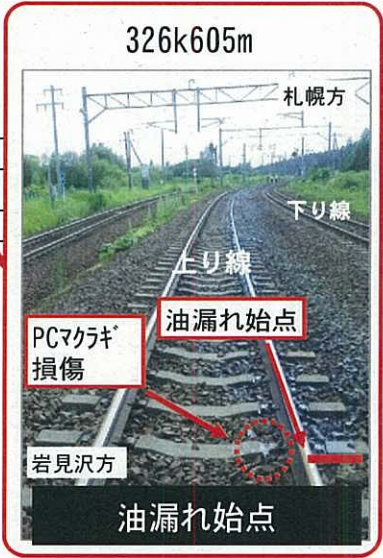 326k605m
札幌方
下り線
上り線
油漏れ始点
PCマクラギ
損傷
岩見沢方
油漏れ始点